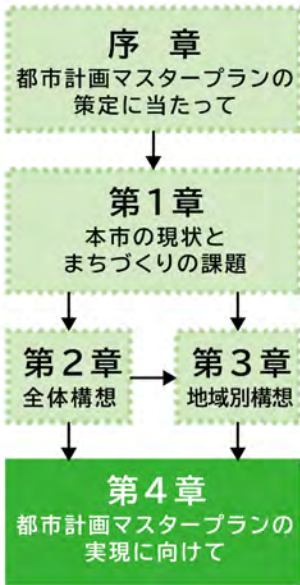 序　章
都市計画マスタープランの
策定に当たって
第1章
本市の現状と
まちづくりの課題
第2章
全体構想
第3章
地域別構想
第4章
都市計画マスタープランの
実現に向けて